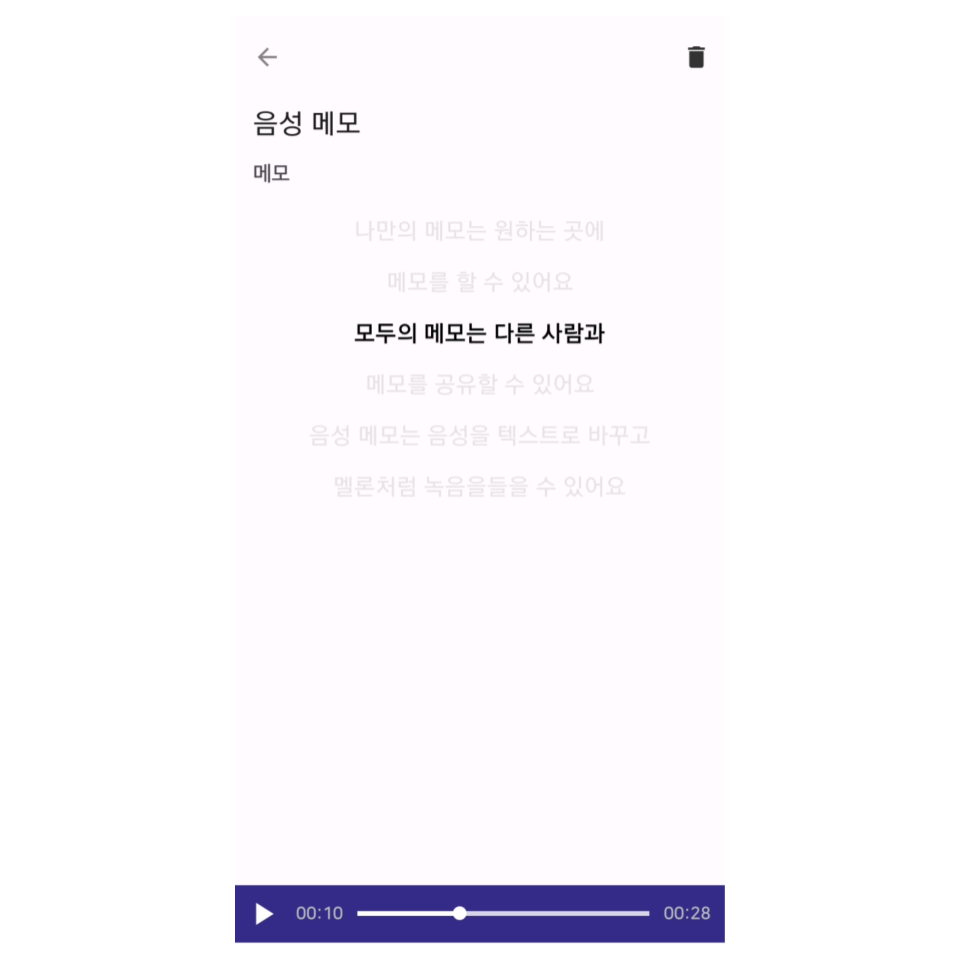 음성 메모
메모
나만의 메모는 원하는 곳에
메모를 할 수 있어요
모두의 메모는 다른 사람과
메모를 공유할 수 있어요
음성 메모는 음성을 텍스트로 바꾸고
멜론처럼 녹음을들을 수 있어요
00:10 00:28